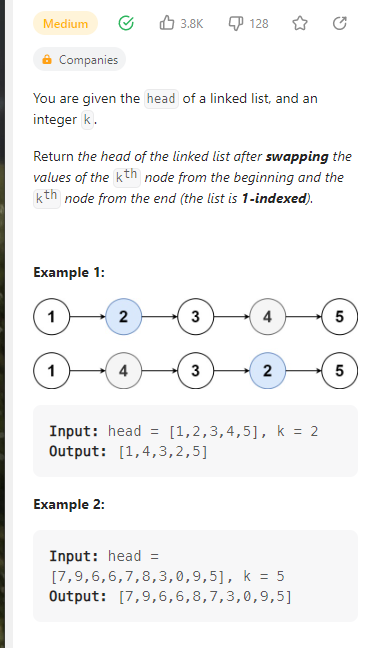 Medium 3.8K 128
Companies
You are given the head of a linked list, and an
integer k.
Return the head of the linked list after swapping the
values of the kth node from the beginning and the
kth node from the end (the list is 1-indexed).
Example 1:
1 2 3 4 5
1 4 3 2 5
Input: head = [1,2,3,4,5], k = 2
Output: [1,4,3,2,5]
Example 2:
Input: head =
[7,9,6,6,7,8,3,0,9,5], k = 5
Output: [7,9,6,6,8,7,3,0,9,5]